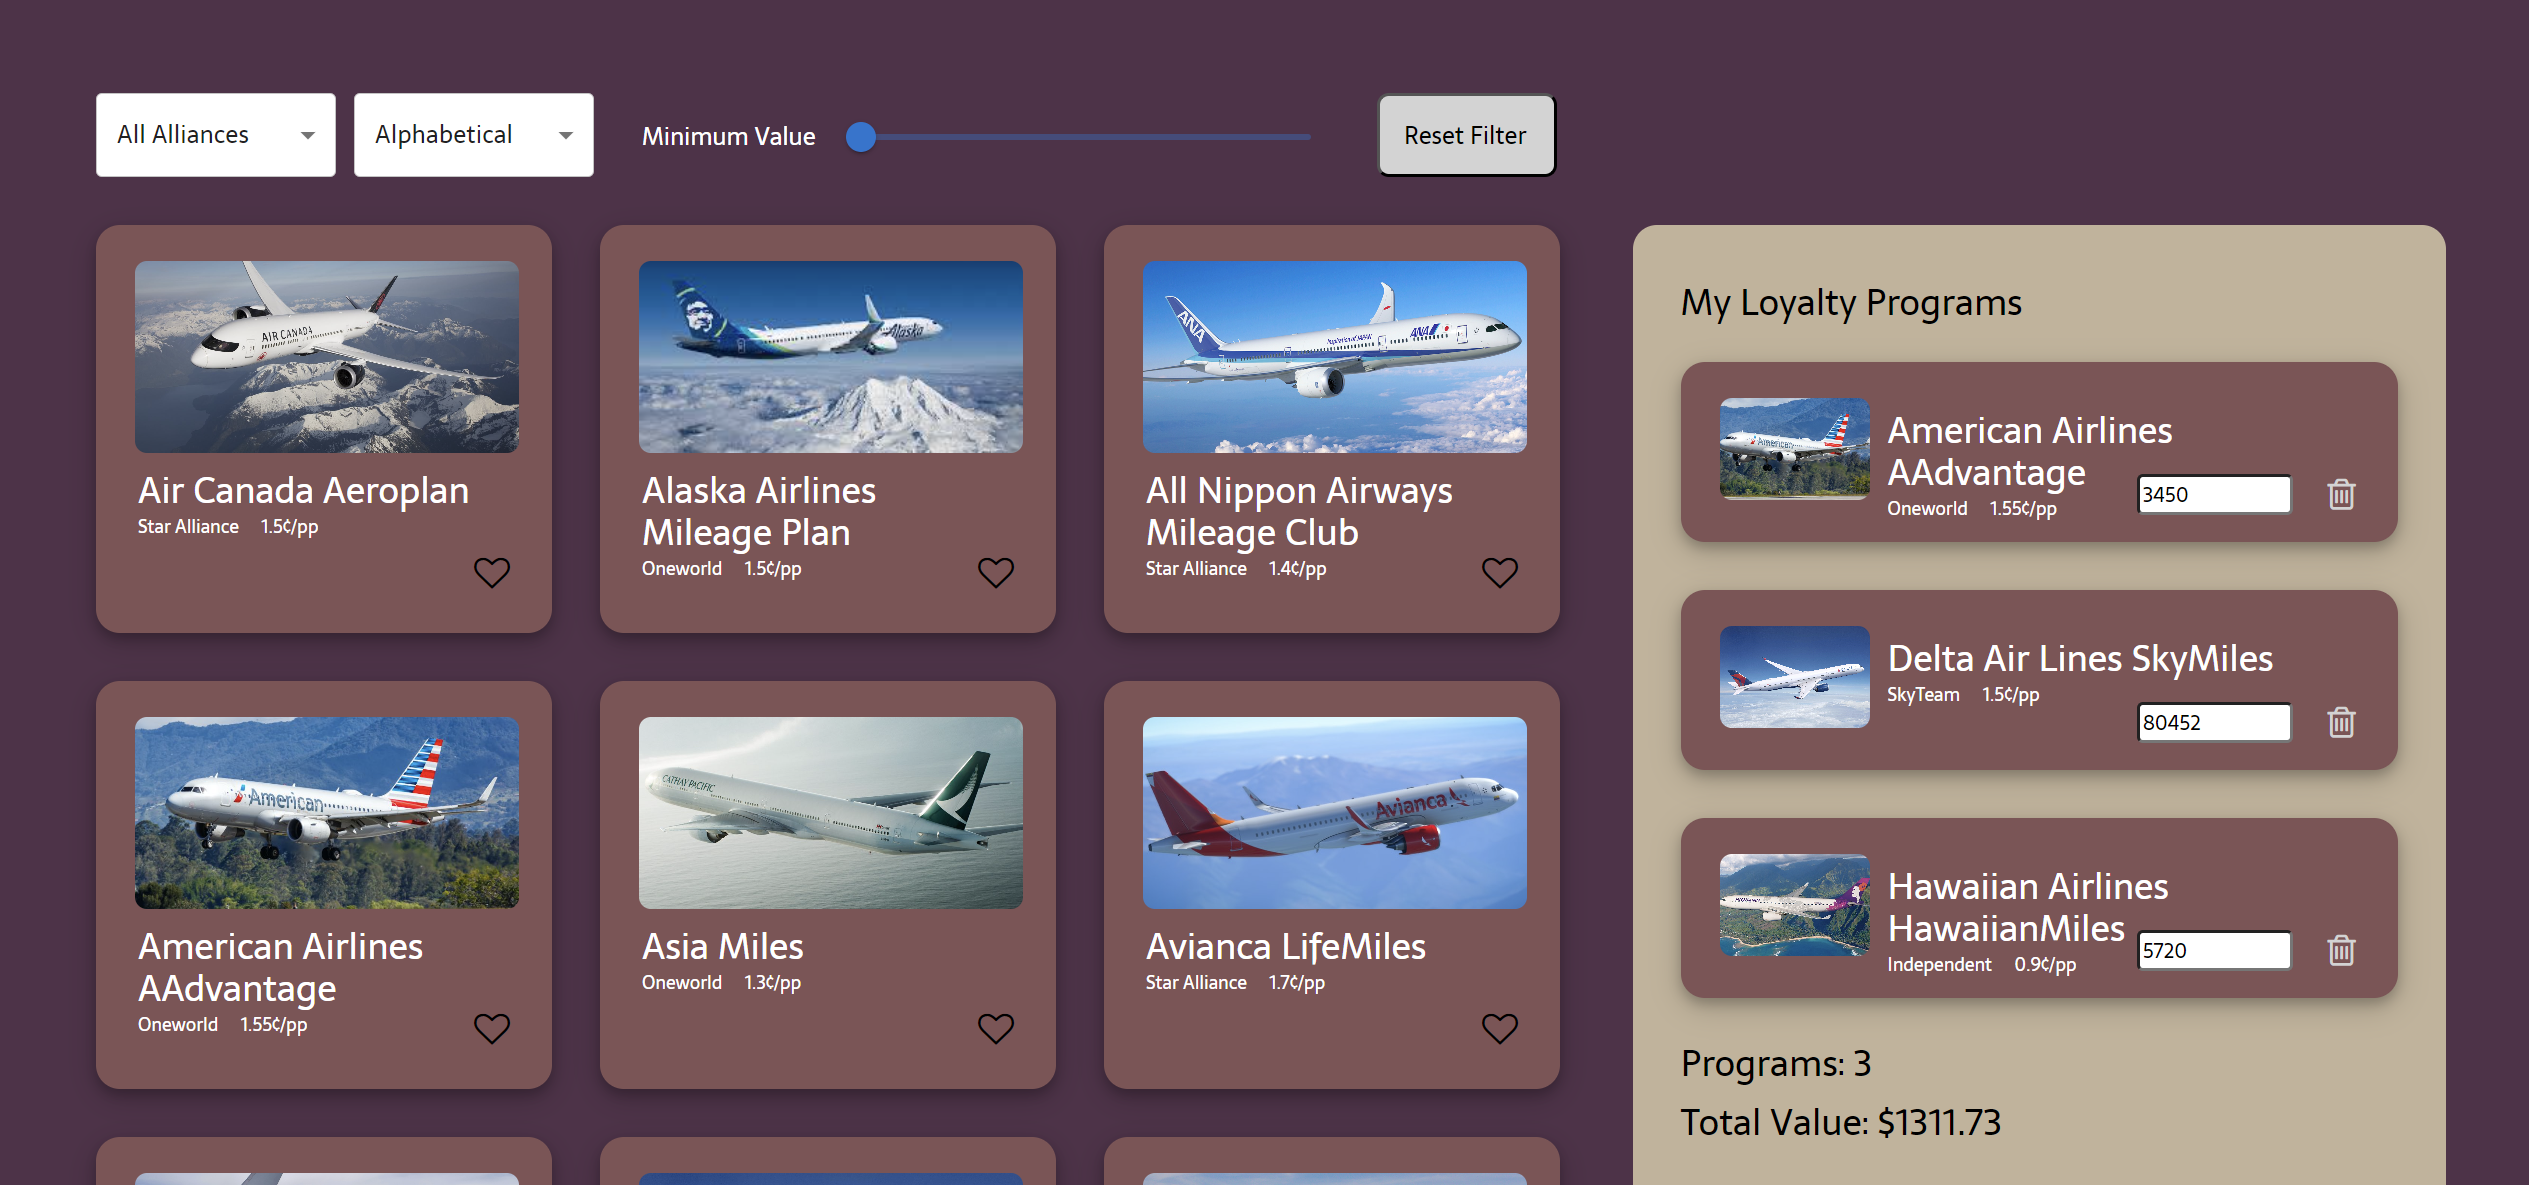 All Alliances
Alphabetical
Minimum Value
Reset Filter
AIR CANADA
Alaska
ANA
ANA
Air Canada Aeroplan
Star Alliance 1.5¢/pp
Alaska Airlines
Mileage Plan
Oneworld 1.5¢/pp
All Nippon Airways
Mileage Club
Star Alliance 1.4¢/pp
American
CATHAY PACIFIC
Avianca
American Airlines
AAdvantage
Oneworld 1.55¢/pp
Asia Miles
Oneworld 1.3¢/pp
Avianca LifeMiles
Star Alliance 1.7¢/pp
My Loyalty Programs
American
American Airlines
AAdvantage
Oneworld 1.55¢/pp
3450
Delta Air Lines SkyMiles
SkyTeam 1.5¢/pp
80452
Hawaiian Airlines
HawaiianMiles
Independent 0.9¢/pp
5720
Programs: 3
Total Value: $1311.73